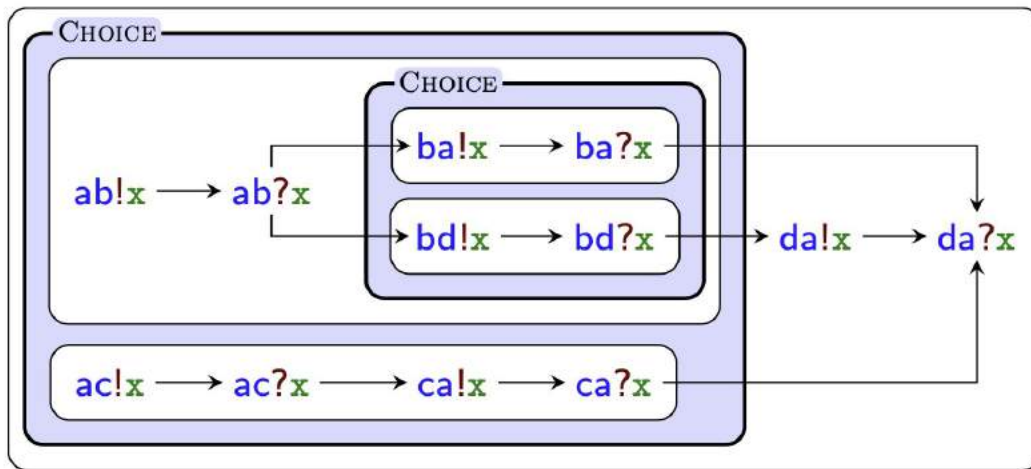 CHOICE
CHOICE
ba!x ba?x
ab!x ab?x
bd!x bd?x da!x da?x
ac!x ac?x ca!x ca?x